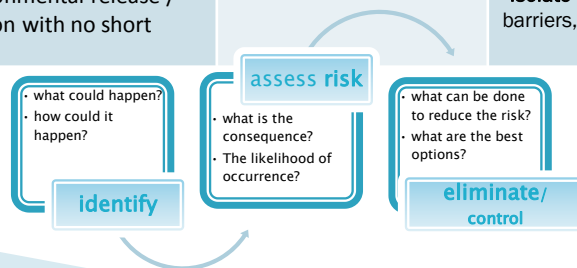 onmental release /
on with no short
isolate
barriers,
• what could happen?
• how could it
happen?
identify
assess risk
• what is the
consequence?
• The likelihood of
occurrence?
• what can be done
to reduce the risk?
• what are the best
options?
eliminate/
control